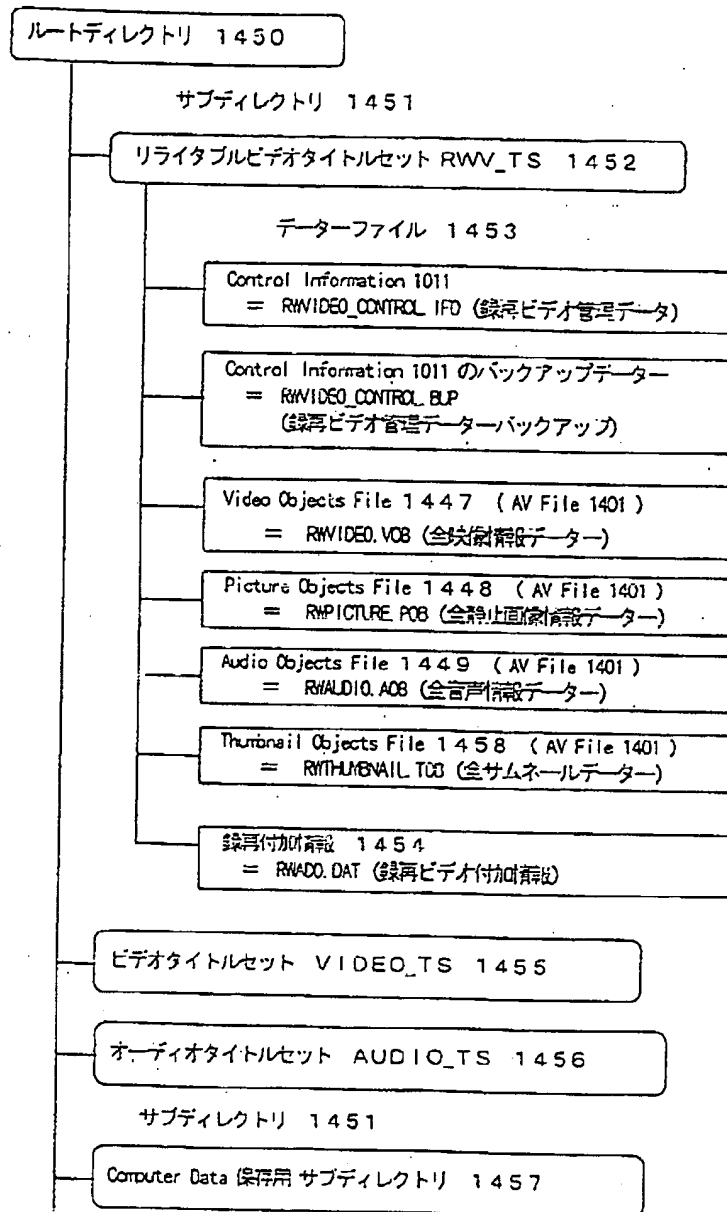 ルートディレクトリ 1450
サブディレクトリ 1451
リライタブルビデオタイトルセット RWV_TS 1452
データーファイル 1453
Control Information 1011
= RWVIDEO_CONTROL.IFO (録再ビデオ管理データ)
Control Information 1011 のバックアップデーター
= RWVIDEO_CONTROL.BUP
(録再ビデオ管理データーバックアップ)
Video Objects File 1447 ( AV File 1401 )
= RWVIDEO.VOB (全映像情報データー)
Picture Objects File 1448 ( AV File 1401 )
= RWPICTURE.POB (全静止画像情報データー)
Audio Objects File 1449 ( AV File 1401 )
= RWAUDIO.AOB (全音声情報データー)
Thumbnail Objects File 1458 ( AV File 1401 )
= RWTHUMBNAIL.TOB (全サムネールデーター)
録再付加情報 1454
= RWADD.DAT (録再ビデオ付加情報)
ビデオタイトルセット VIDEO_TS 1455
オーディオタイトルセット AUDIO_TS 1456
サブディレクトリ 1451
Computer Data 保存用 サブディレクトリ 1457